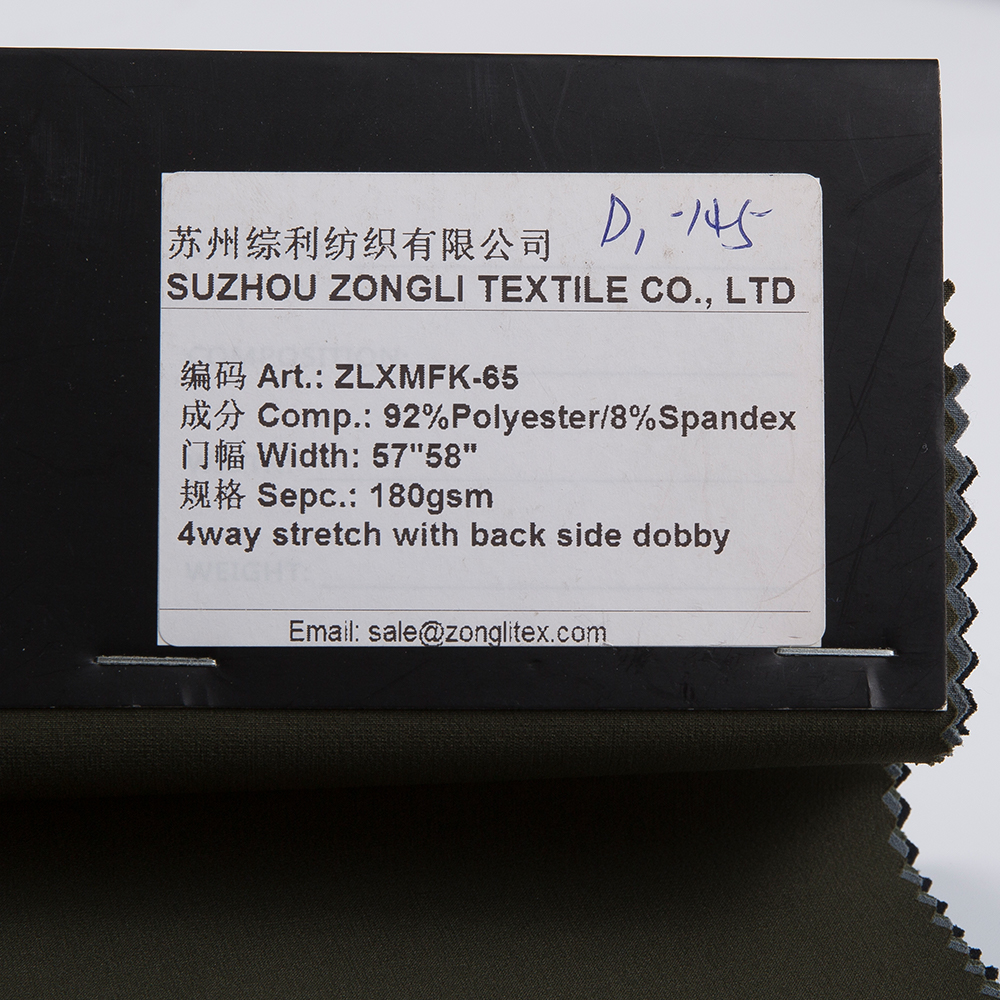 D1-145
苏州综利纺织有限公司
SUZHOU ZONGLI TEXTILE CO., LTD
编码 Art.: ZLXMFK-65
成分 Comp.: 92%Polyester/8%Spandex
门幅 Width: 57"58"
规格 Sepc.: 180gsm
4way stretch with back side dobby
WEIGHT:
Email: sale@zonglitex.com